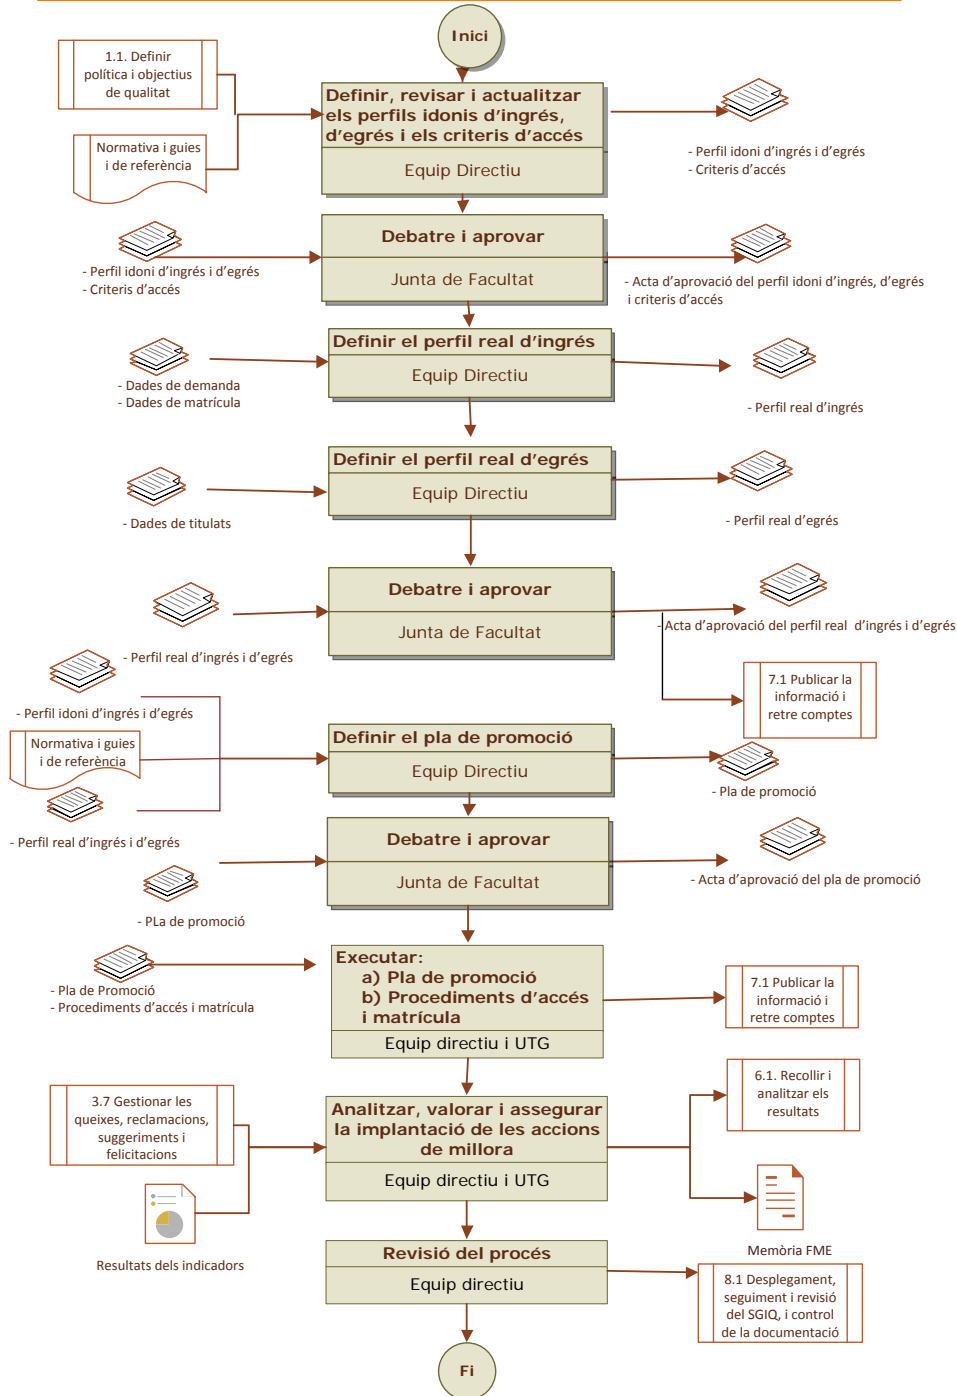 Inici
1.1. Definir
política i objectius
de qualitat
Normativa i guies
i de referència
Definir, revisar i actualitzar
els perfils idonis d'ingrés,
d'egrés i els criteris d'accés
Equip Directiu
- Perfil idoni d'ingrés i d'egrés
- Criteris d'accés
- Perfil idoni d'ingrés i d'egrés
- Criteris d'accés
Debatre i aprovar
Junta de Facultat
- Acta d'aprovació del perfil idoni d'ingrés, d'egrés
i criteris d'accés
- Dades de demanda
- Dades de matrícula
Definir el perfil real d'ingrés
Equip Directiu
- Perfil real d'ingrés
- Dades de titulats
Definir el perfil real d'egrés
Equip Directiu
- Perfil real d'egrés
- Perfil real d'ingrés i d'egrés
Debatre i aprovar
Junta de Facultat
- Acta d'aprovació del perfil real d'ingrés i d'egrés
7.1 Publicar la
informació i
retre comptes
- Perfil idoni d'ingrés i d'egrés
Normativa i guies
i de referència
- Perfil real d'ingrés i d'egrés
Definir el pla de promoció
Equip Directiu
- Pla de promoció
- PLa de promoció
Debatre i aprovar
Junta de Facultat
- Acta d'aprovació del pla de promoció
- Pla de Promoció
- Procediments d'accés i matrícula
Executar:
a) Pla de promoció
b) Procediments d'accés
i matrícula
Equip directiu i UTG
7.1 Publicar la
informació i
retre comptes
3.7 Gestionar les
queixes, reclamacions,
suggeriments i
felicitacions
Resultats dels indicadors
Analitzar, valorar i assegurar
la implantació de les accions
de millora
Equip directiu i UTG
6.1. Recollir i
analitzar els
resultats
Memòria FME
Revisió del procés
Equip directiu
8.1 Desplegament,
seguiment i revisió
del SGIQ, i control
de la documentació
Fi